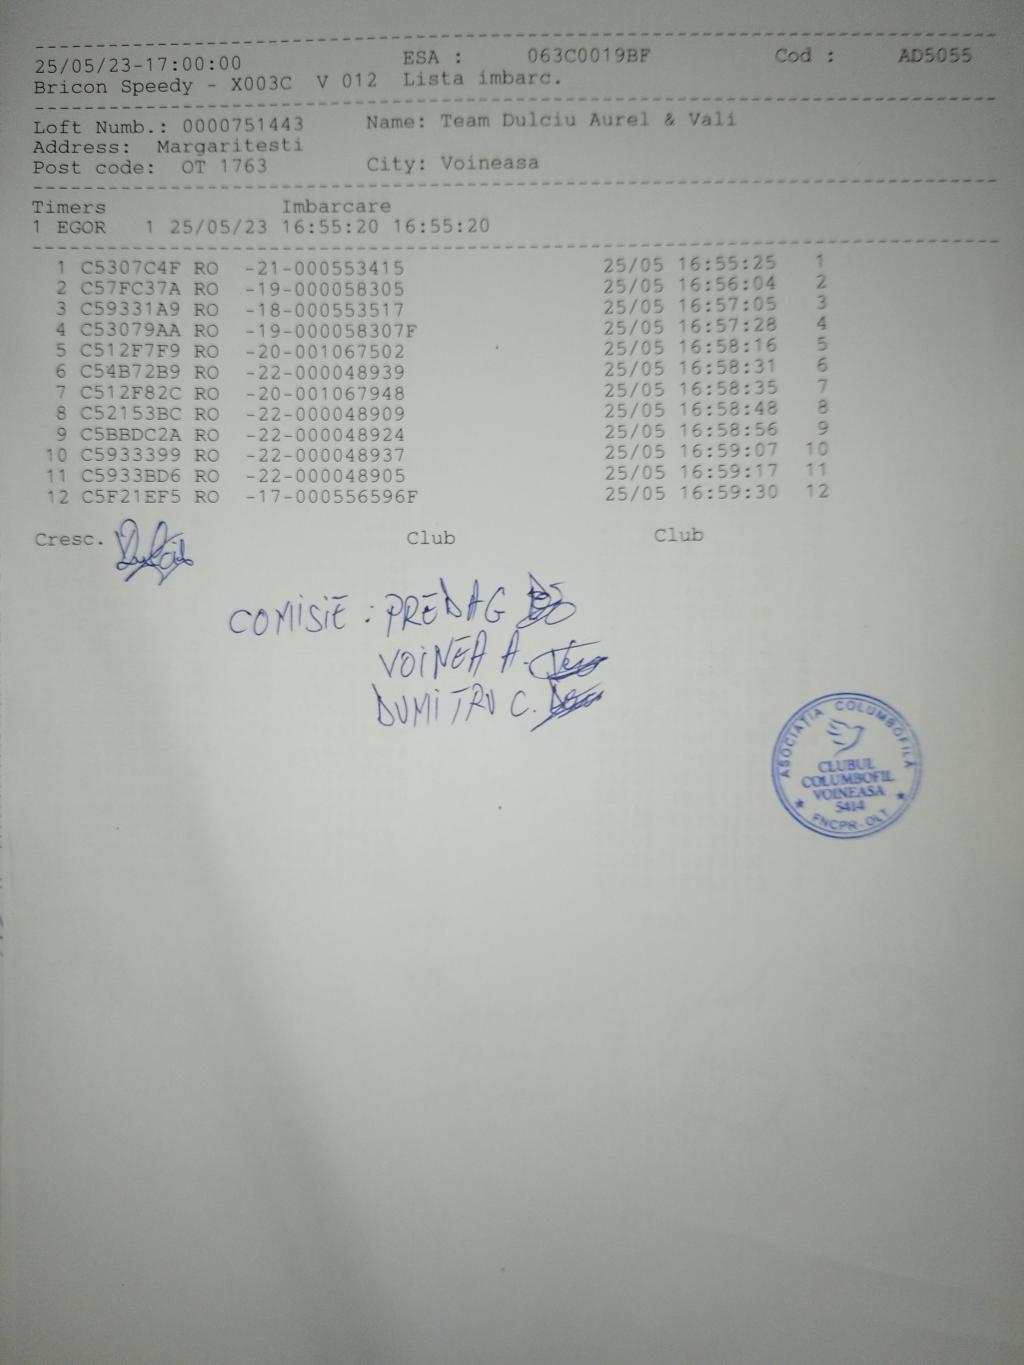 25/05/23-17:00:00 ESA : 063C0019BF Cod : AD5055
Bricon Speedy - X003C V 012 Lista imbarc.
Loft Numb.: 0000751443 Name: Team Dulciu Aurel & Vali
Address: Margaritesti
Post code: OT 1763 City: Voineasa
Timers Imbarcare
1 EGOR 1 25/05/23 16:55:20 16:55:20
1 C5307C4F RO -21-000553415 25/05 16:55:25 1
2 C57FC37A RO -19-000058305 25/05 16:56:04 2
3 C59331A9 RO -18-000553517 25/05 16:57:05 3
4 C53079AA RO -19-000058307F 25/05 16:57:28 4
5 C512F7F9 RO -20-001067502 25/05 16:58:16 5
6 C54B72B9 RO -22-000048939 25/05 16:58:31 6
7 C512F82C RO -20-001067948 25/05 16:58:35 7
8 C52153BC RO -22-000048909 25/05 16:58:48 8
9 C5BBDC2A RO -22-000048924 25/05 16:58:56 9
10 C5933399 RO -22-000048937 25/05 16:59:07 10
11 C5933BD6 RO -22-000048905 25/05 16:59:17 11
12 C5F21EF5 RO -17-000556596F 25/05 16:59:30 12
Cresc. Club Club
COMISIE : PREDAG
VOINEA A.
DUMITRU C.
ASOCIAȚIA COLUMBOFILĂ
CLUBUL
COLUMBOFIL
VOINEASA
5414
FNCPR-OLT